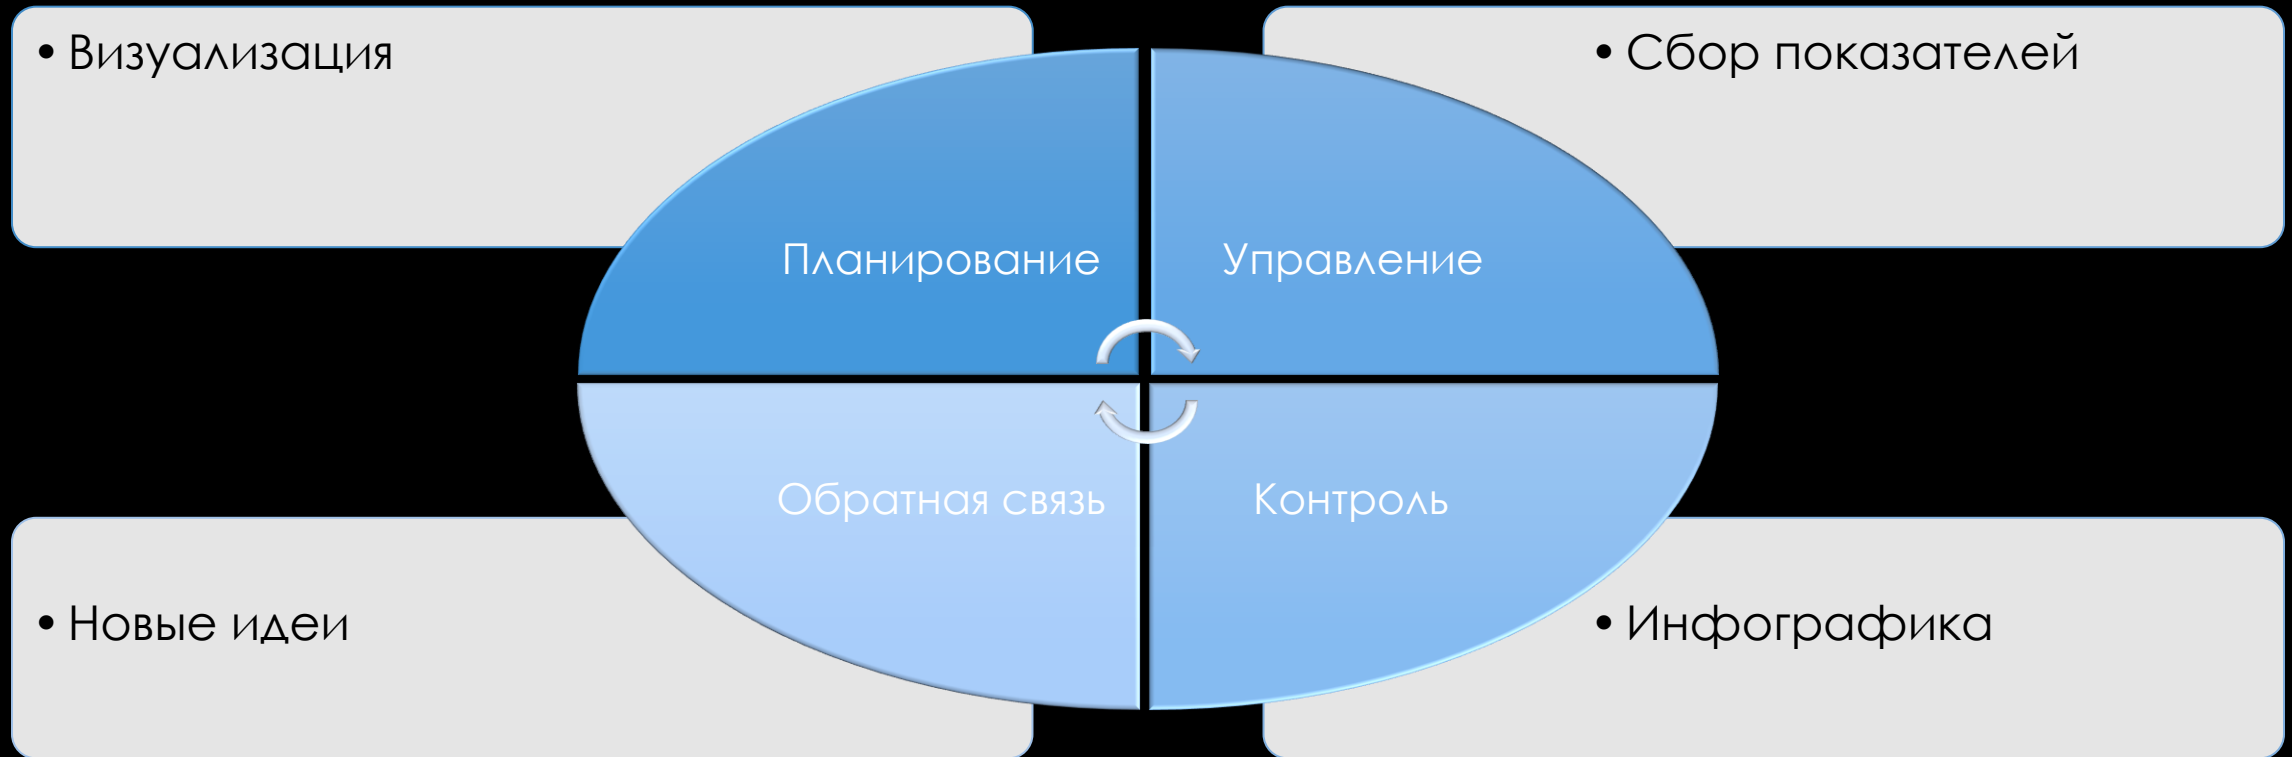 • Визуализация
• Сбор показателей
Планирование
Управление
Обратная связь
Контроль
• Новые идеи
• Инфографика